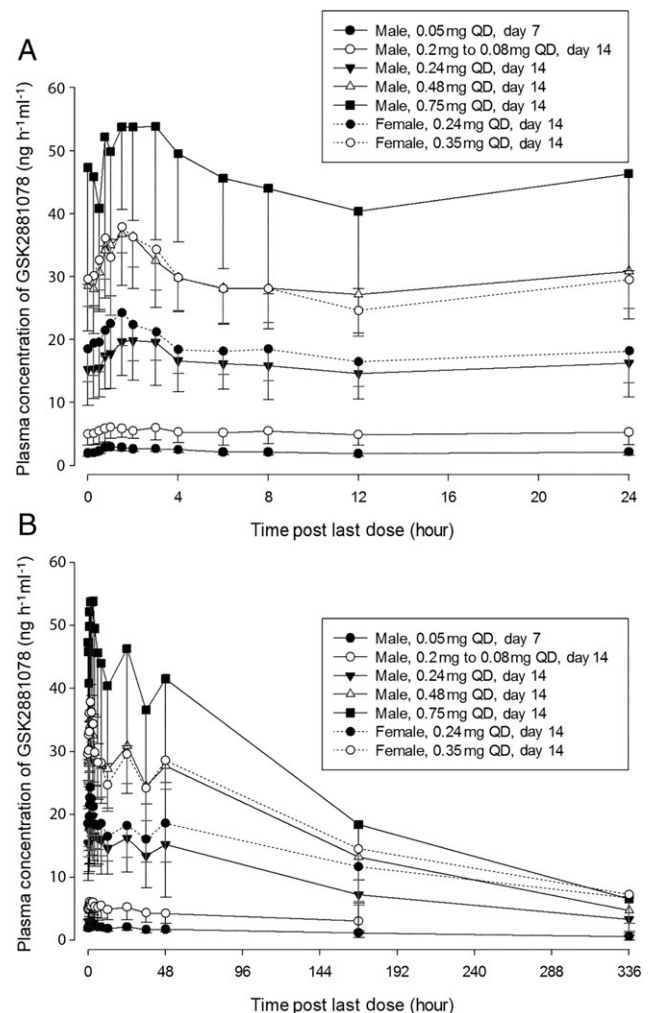 A
Male, 0.05mg QD, day 7
Male, 0.2mg to 0.08mg QD, day 14
Male, 0.24mg QD, day 14
Male, 0.48mg QD, day 14
Male, 0.75mg QD, day 14
Female, 0.24mg QD, day 14
Female, 0.35mg QD, day 14
Plasma concentration of GSK2881078 (ng h⁻¹ml⁻¹)
60
50
40
30
20
10
0
0 4 8 12 16 20 24
Time post last dose (hour)
B
Male, 0.05mg QD, day 7
Male, 0.2mg to 0.08mg QD, day 14
Male, 0.24mg QD, day 14
Male, 0.48mg QD, day 14
Male, 0.75mg QD, day 14
Female, 0.24mg QD, day 14
Female, 0.35mg QD, day 14
Plasma concentration of GSK2881078 (ng h⁻¹ml⁻¹)
60
50
40
30
20
10
0
0 48 96 144 192 240 288 336
Time post last dose (hour)